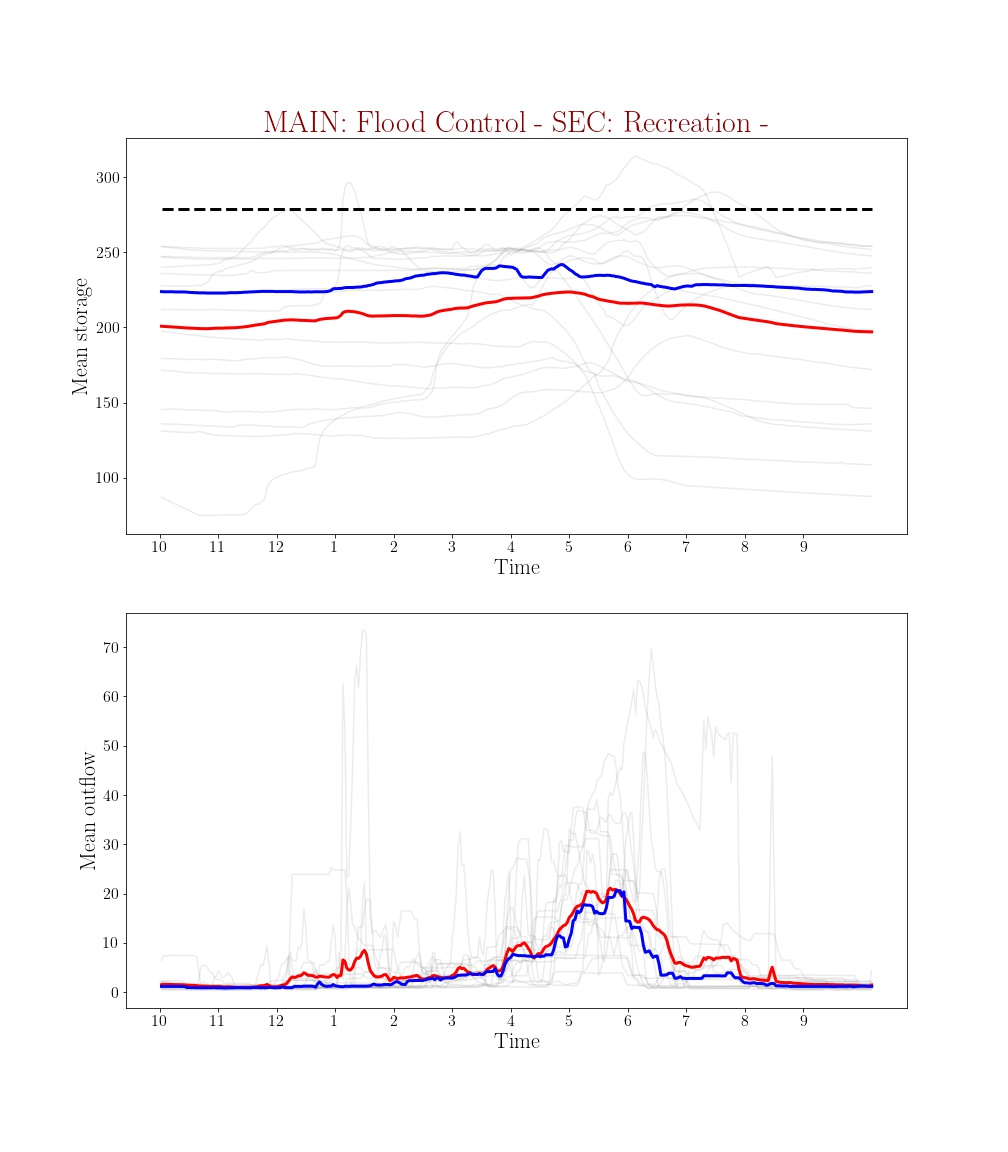 MAIN: Flood Control - SEC: Recreation -
300
250
200
150
100
Mean storage
10 11 12 1 2 3 4 5 6 7 8 9
Time
70
60
50
40
30
20
10
0
Mean outflow
10 11 12 1 2 3 4 5 6 7 8 9
Time